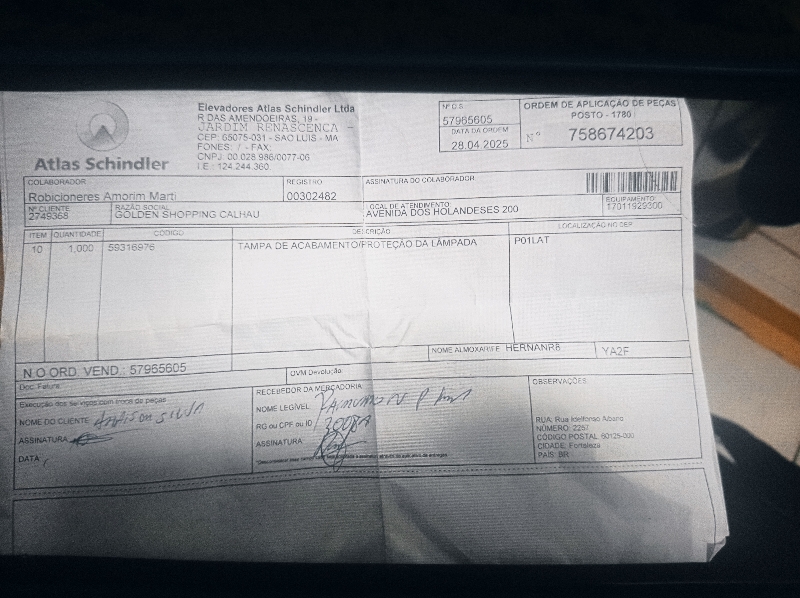 Atlas Schindler
Elevadores Atlas Schindler Ltda
R DAS AMENDOEIRAS, 19 -
JARDIM RENASCENCA -
CEP: 65075-031 - SAO LUIS - MA
FONES: / - FAX:
CNPJ: 00.028.986/0077-06
I.E.: 124.244.360
Nº O.S.
57965605
DATA DA ORDEM
28.04.2025
ORDEM DE APLICAÇÃO DE PEÇAS
POSTO - 1780
Nº 758674203
COLABORADOR
Robicioneres Amorim Marti
REGISTRO
00302482
ASSINATURA DO COLABORADOR
Nº CLIENTE
2749368
RAZÃO SOCIAL
GOLDEN SHOPPING CALHAU
LOCAL DE ATENDIMENTO
AVENIDA DOS HOLANDESES 200
EQUIPAMENTO
17011929300
ITEM QUANTIDADE CÓDIGO DESCRIÇÃO LOCALIZAÇÃO NO DEP.
10 1,000 59316976 TAMPA DE ACABAMENTO/PROTEÇÃO DA LÂMPADA P01LAT
NOME ALMOXARIFE HERNANRB YA2F
N.O ORD. VEND.: 57965605
OVM Devolução
Doc. Fatura
Execução dos serviços com troca de peças
NOME DO CLIENTE
ASSINATURA
DATA:
RECEBEDOR DA MERCADORIA
NOME LEGÍVEL
RG ou CPF ou ID
ASSINATURA:
OBSERVAÇÕES
RUA: Rua Ildefonso Albano
NÚMERO: 2257
CÓDIGO POSTAL 60125-000
CIDADE: Fortaleza
PAÍS: BR